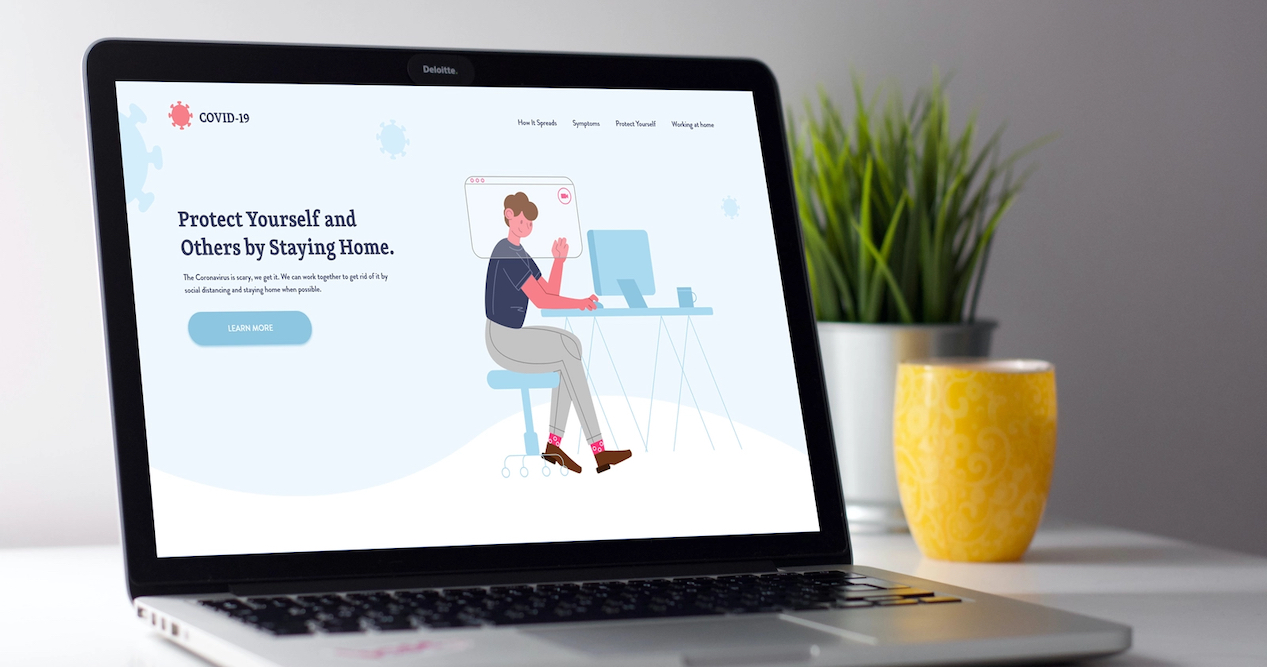 Deloitte.
COVID-19
How It Spreads
Symptoms
Protect Yourself
Working at home
Protect Yourself and
Others by Staying Home.
The Coronavirus is scary, we get it. We can work together to get rid of it by
social distancing and staying home when possible.
LEARN MORE